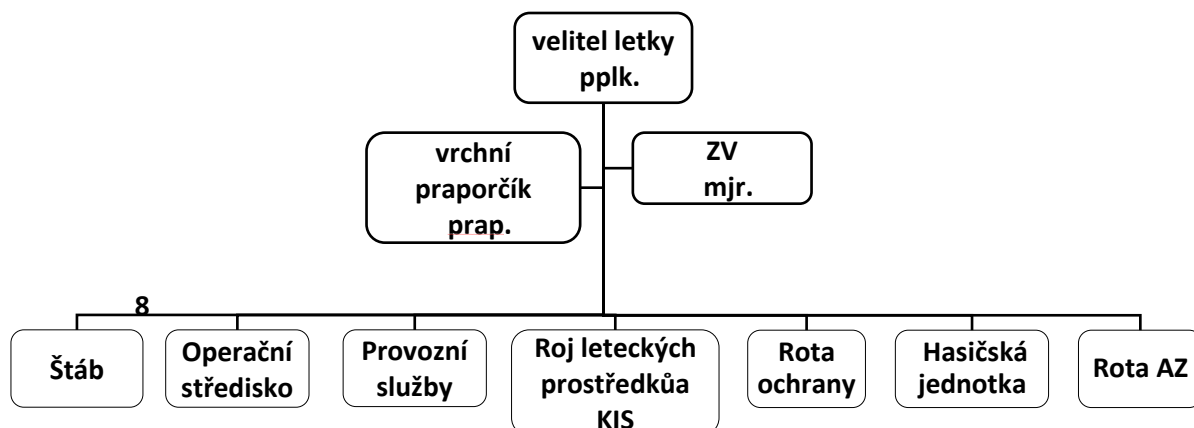 velitel letky
pplk.
vrchní
praporčík
prap.
ZV
mjr.
8
Štáb
Operační
středisko
Provozní
služby
Roj leteckých
prostředkůa
KIS
Rota
ochrany
Hasičská
jednotka
Rota AZ